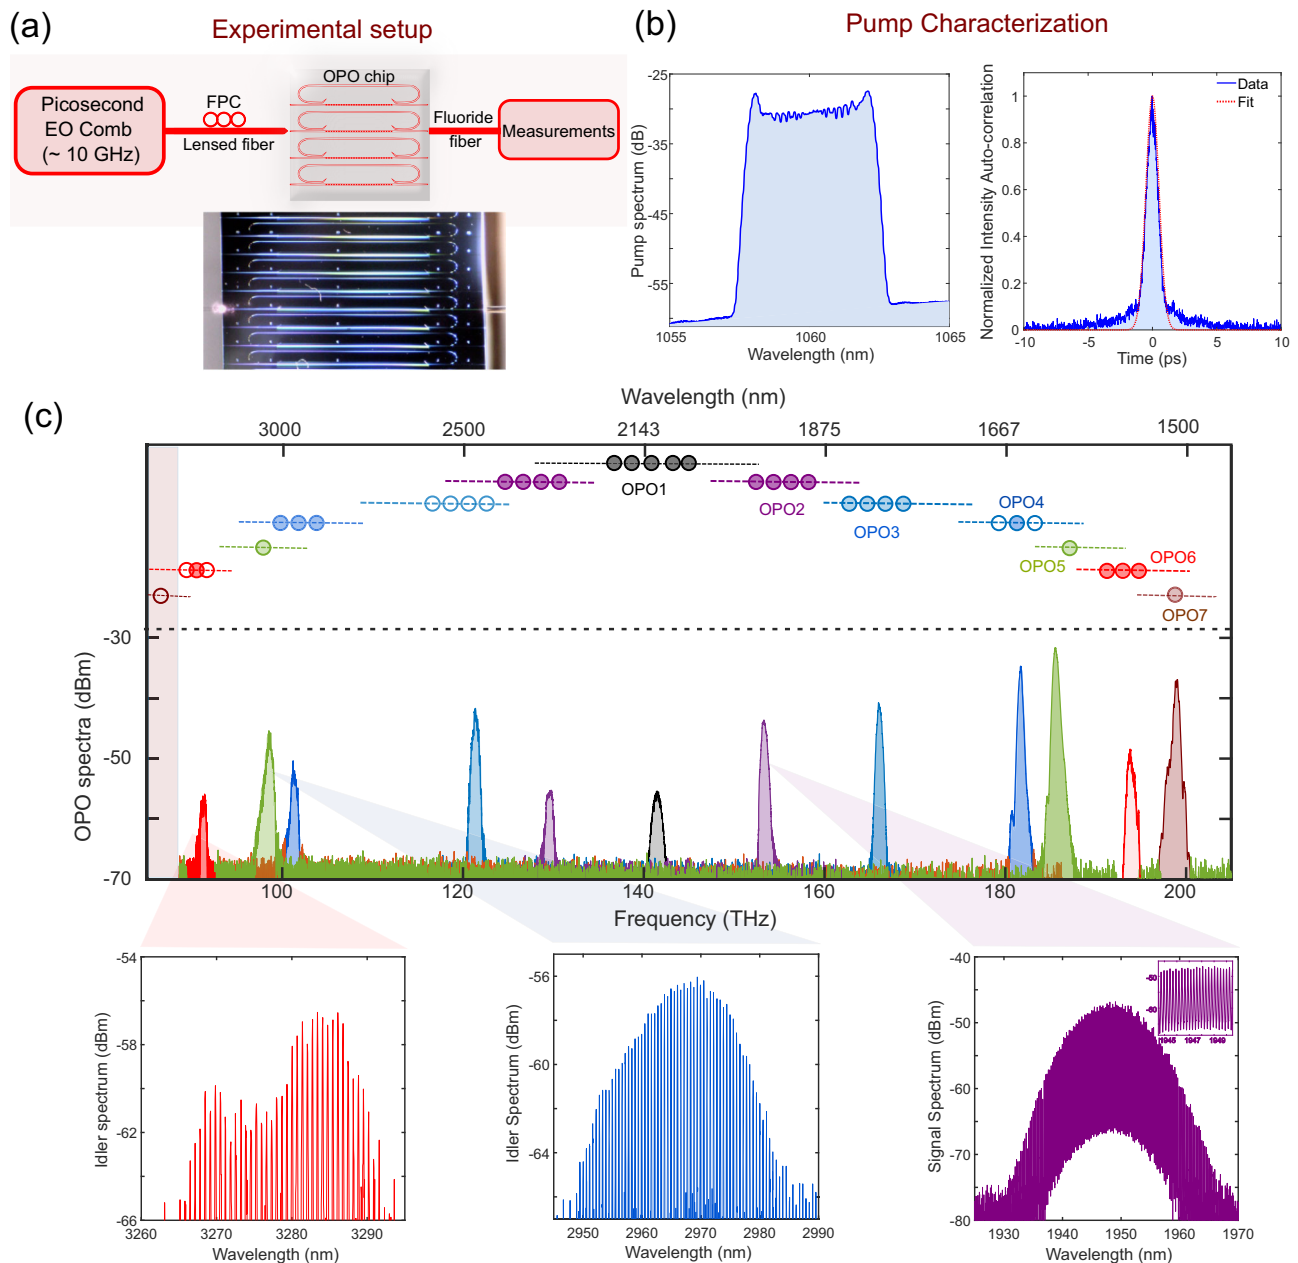 (a)
Experimental setup
Picosecond
EO Comb
(~ 10 GHz)
FPC
Lensed fiber
OPO chip
Fluoride
fiber
Measurements
(b)
Pump Characterization
Pump spectrum (dB)
-25
-35
-45
-55
1055
1060
1065
Wavelength (nm)
Normalized Intensity Auto-correlation
1
0.8
0.6
0.4
0.2
0
-10
-5
0
5
10
Time (ps)
Data
Fit
(c)
Wavelength (nm)
3000
2500
2143
1875
1667
1500
OPO1
OPO2
OPO3
OPO4
OPO5
OPO6
OPO7
OPO spectra (dBm)
-30
-50
-70
100
120
140
160
180
200
Frequency (THz)
Idler spectrum (dBm)
-54
-58
-62
-66
3260
3270
3280
3290
Wavelength (nm)
Idler Spectrum (dBm)
-56
-60
-64
2950
2960
2970
2980
2990
Wavelength (nm)
Signal Spectrum (dBm)
-40
-50
-60
-70
-80
1930
1940
1950
1960
1970
Wavelength (nm)
-50
-60
1945
1947
1949